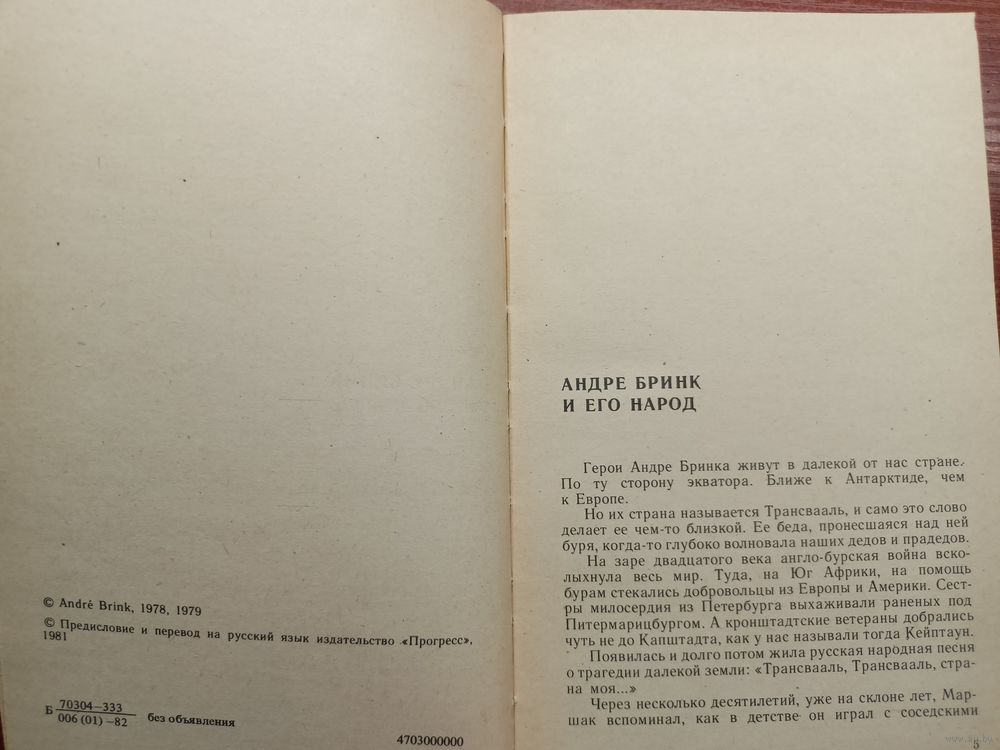 © André Brink, 1978, 1979
© Предисловие и перевод на русский язык издательство «Прогресс»,
1981
Б 70304—333
006 (01) —82 без объявления
4703000000
АНДРЕ БРИНК
И ЕГО НАРОД
Герои Андре Бринка живут в далекой от нас стране.
По ту сторону экватора. Ближе к Антарктиде, чем
к Европе.
Но их страна называется Трансвааль, и само это слово
делает ее чем-то близкой. Ее беда, пронесшаяся над ней
буря, когда-то глубоко волновала наших дедов и прадедов.
На заре двадцатого века англо-бурская война вско-
лыхнула весь мир. Туда, на Юг Африки, на помощь
бурам стекались добровольцы из Европы и Америки. Сест-
ры милосердия из Петербурга выхаживали раненых под
Питермарицбургом. А кронштадтские ветераны добрались
чуть не до Капштадта, как у нас называли тогда Кейптаун.
Появилась и долго потом жила русская народная песня
о трагедии далекой земли: «Трансвааль, Трансвааль, стра-
на моя...»
Через несколько десятилетий, уже на склоне лет, Мар-
шак вспоминал, как в детстве он играл с соседскими
5